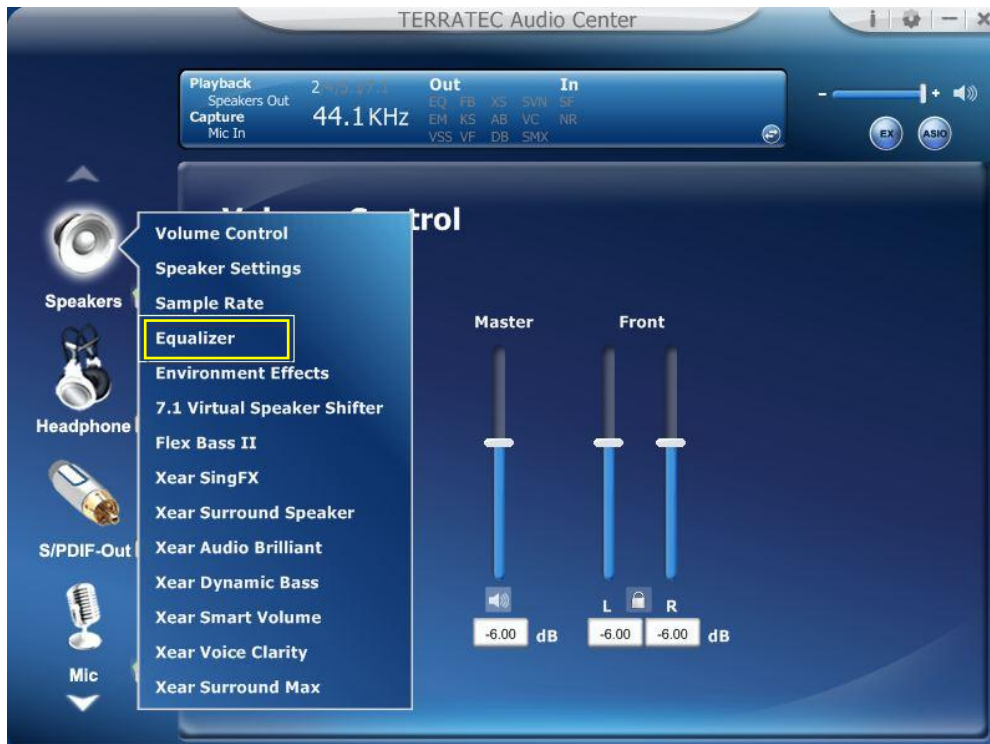 TERRATEC Audio Center
i
Playback
Speakers Out
Capture
Mic In
2
44.1KHz
Out In
EQ FB XS SVN SF
EM KS AB VC NR
VSS VF DB SMX
- +
EX ASIO
Speakers
Headphone
S/PDIF-Out
Mic
Volume Control
Speaker Settings
Sample Rate
Equalizer
Environment Effects
7.1 Virtual Speaker Shifter
Flex Bass II
Xear SingFX
Xear Surround Speaker
Xear Audio Brilliant
Xear Dynamic Bass
Xear Smart Volume
Xear Voice Clarity
Xear Surround Max
Master Front
L R
-6.00 dB -6.00 -6.00 dB